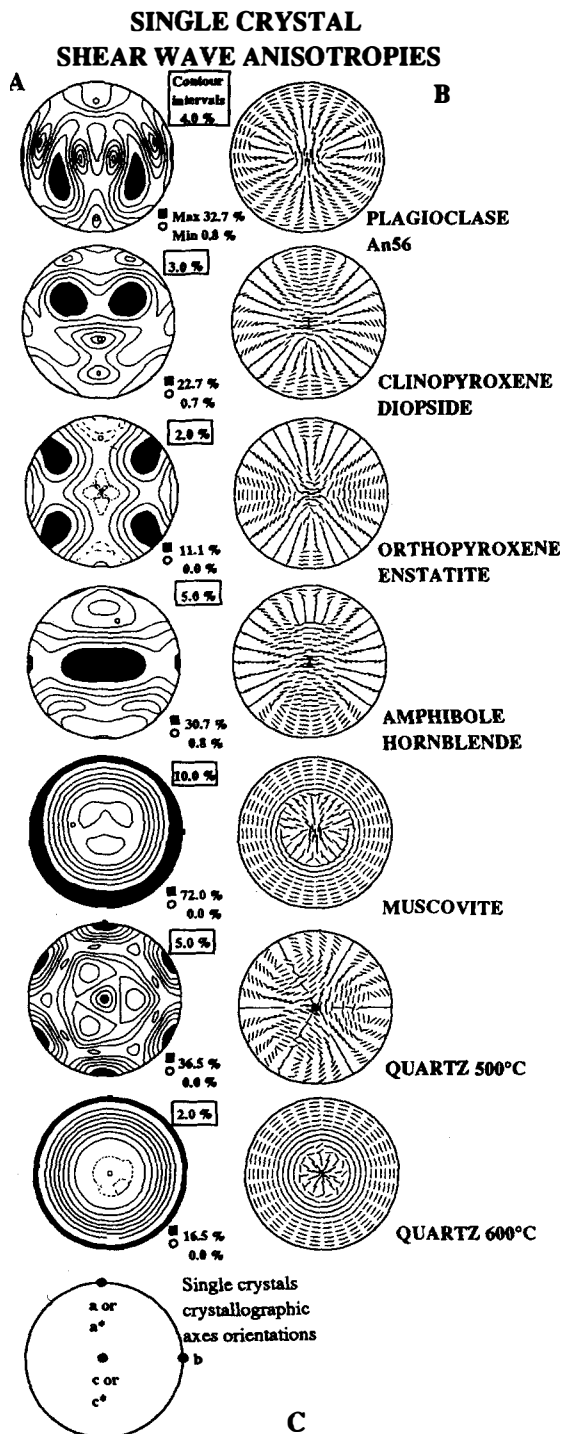 SINGLE CRYSTAL
SHEAR WAVE ANISOTROPIES
A
B
Contour
intervals
4.0 %
Max 32.7 %
Min 0.8 %
PLAGIOCLASE
An56
3.0 %
22.7 %
0.7 %
CLINOPYROXENE
DIOPSIDE
2.0 %
11.1 %
0.0 %
ORTHOPYROXENE
ENSTATITE
5.0 %
30.7 %
0.8 %
AMPHIBOLE
HORNBLENDE
10.0 %
72.0 %
0.0 %
MUSCOVITE
5.0 %
36.5 %
0.0 %
QUARTZ 500°C
2.0 %
16.5 %
0.0 %
QUARTZ 600°C
a or
a*
b
c or
c*
Single crystals
crystallographic
axes orientations
C